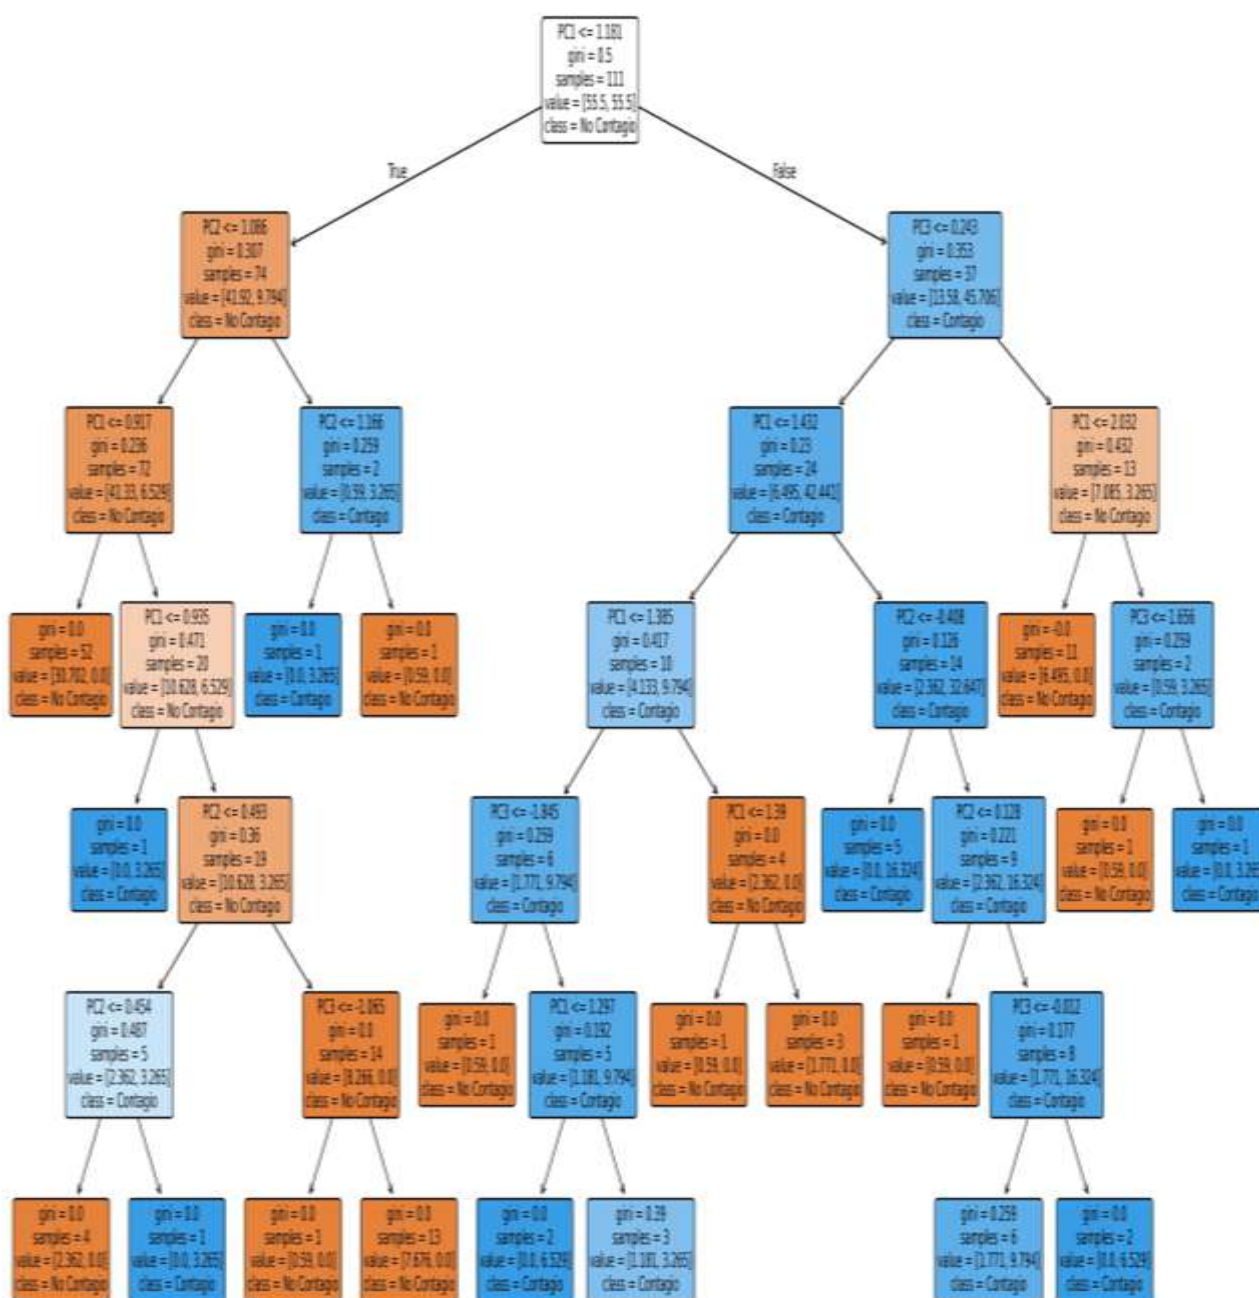 PC1 <= 1.181
gini = 0.5
samples = 111
value = [55.5, 55.5]
class = No Contagio
True
False
PC2 <= 1.086
gini = 0.307
samples = 74
value = [41.92, 9.794]
class = No Contagio
PC3 <= 0.243
gini = 0.353
samples = 37
value = [13.58, 45.706]
class = Contagio
PC1 <= 0.917
gini = 0.236
samples = 72
value = [41.33, 6.529]
class = No Contagio
PC2 <= 1.166
gini = 0.259
samples = 2
value = [0.59, 3.265]
class = Contagio
PC1 <= 1.432
gini = 0.23
samples = 24
value = [6.495, 42.441]
class = Contagio
PC1 <= 2.032
gini = 0.432
samples = 13
value = [7.085, 3.265]
class = No Contagio
gini = 0.0
samples = 52
value = [30.702, 0.0]
class = No Contagio
PC1 <= 0.935
gini = 0.471
samples = 20
value = [10.628, 6.529]
class = No Contagio
gini = 0.0
samples = 1
value = [0.0, 3.265]
class = Contagio
gini = 0.0
samples = 1
value = [0.59, 0.0]
class = No Contagio
PC1 <= 1.385
gini = 0.417
samples = 10
value = [4.133, 9.794]
class = Contagio
PC2 <= -0.408
gini = 0.126
samples = 14
value = [2.362, 32.647]
class = Contagio
gini = -0.0
samples = 11
value = [6.495, 0.0]
class = No Contagio
PC3 <= 1.656
gini = 0.259
samples = 2
value = [0.59, 3.265]
class = Contagio
gini = 0.0
samples = 1
value = [0.0, 3.265]
class = Contagio
PC2 <= 0.493
gini = 0.36
samples = 19
value = [10.628, 3.265]
class = No Contagio
PC3 <= -1.845
gini = 0.259
samples = 6
value = [1.771, 9.794]
class = Contagio
PC1 <= 1.39
gini = 0.0
samples = 4
value = [2.362, 0.0]
class = No Contagio
gini = 0.0
samples = 5
value = [0.0, 16.324]
class = Contagio
PC2 <= 0.128
gini = 0.221
samples = 9
value = [2.362, 16.324]
class = Contagio
gini = 0.0
samples = 1
value = [0.59, 0.0]
class = No Contagio
gini = 0.0
samples = 1
value = [0.0, 3.265
class = Contagio
PC2 <= 0.454
gini = 0.487
samples = 5
value = [2.362, 3.265]
class = Contagio
PC3 <= -1.065
gini = 0.0
samples = 14
value = [8.266, 0.0]
class = No Contagio
gini = 0.0
samples = 1
value = [0.59, 0.0]
class = No Contagio
PC1 <= 1.297
gini = 0.192
samples = 5
value = [1.181, 9.794]
class = Contagio
gini = 0.0
samples = 1
value = [0.59, 0.0]
class = No Contagio
gini = 0.0
samples = 3
value = [1.771, 0.0]
class = No Contagio
gini = 0.0
samples = 1
value = [0.59, 0.0]
class = No Contagio
PC3 <= -0.012
gini = 0.177
samples = 8
value = [1.771, 16.324]
class = Contagio
gini = 0.0
samples = 4
value = [2.362, 0.0]
class = No Contagio
gini = 0.0
samples = 1
value = [0.0, 3.265]
class = Contagio
gini = 0.0
samples = 1
value = [0.59, 0.0]
class = No Contagio
gini = 0.0
samples = 13
value = [7.676, 0.0]
class = No Contagio
gini = 0.0
samples = 2
value = [0.0, 6.529]
class = Contagio
gini = 0.39
samples = 3
value = [1.181, 3.265]
class = Contagio
gini = 0.259
samples = 6
value = [1.771, 9.794]
class = Contagio
gini = 0.0
samples = 2
value = [0.0, 6.529]
class = Contagio